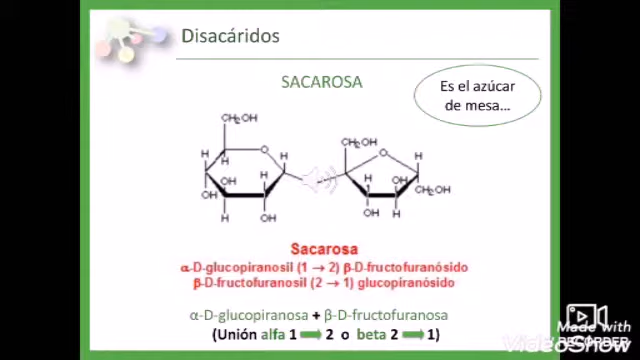 Disacáridos
SACAROSA
Es el azúcar
de mesa...
CH₂OH
CH₂OH
H
O
H
O
H
H
H
OH
H
OH
CH₂OH
OH
H
H
OH
OH
H
Sacarosa
α-D-glucopiranosil (1 → 2) β-D-fructofuranósido
β-D-fructofuranosil (2 → 1) glucopiranósido
α-D-glucopiranosa + β-D-fructofuranosa
(Unión alfa 1 → 2 o beta 2 → 1)
Made with
RECORDER
VideoShow